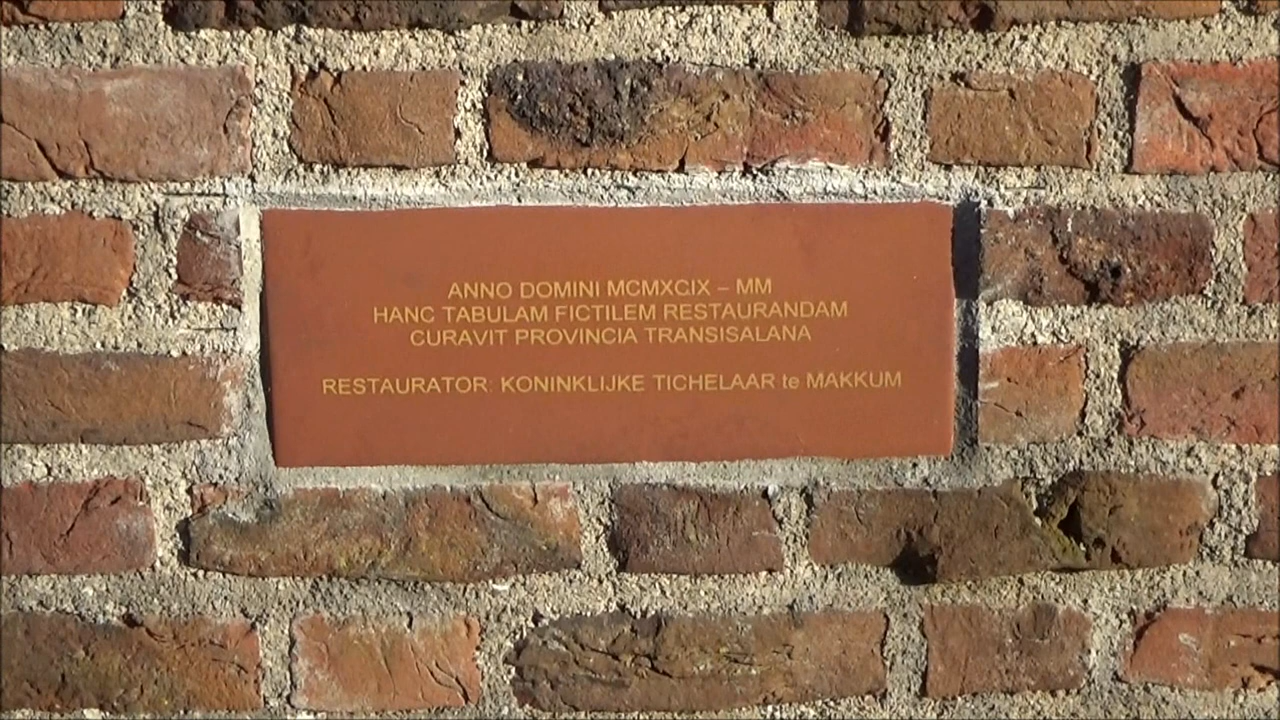 ANNO DOMINI MCMXCIX – MM
HANC TABULAM FICTILEM RESTAURANDAM
CURAVIT PROVINCIA TRANSISALANA
RESTAURATOR: KONINKLIJKE TICHELAAR te MAKKUM